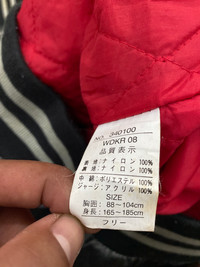 NO. 340100
WDKR 08
品質表示
表地：ナイロン 100%
裏地：ナイロン 100%
中綿：ポリエステル 100%
ジャージ：アクリル 100%
SIZE
胸囲：88～104cm
身長：165～185cm
フリー